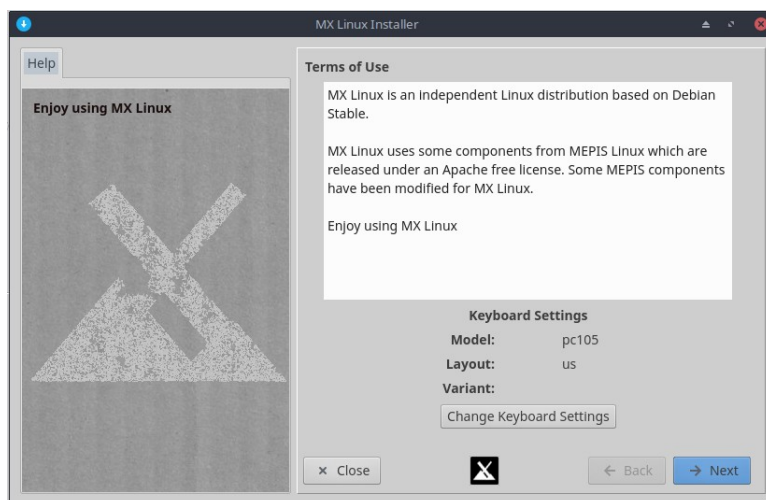 MX Linux Installer
Help
Enjoy using MX Linux
Terms of Use
MX Linux is an independent Linux distribution based on Debian
Stable.
MX Linux uses some components from MEPIS Linux which are
released under an Apache free license. Some MEPIS components
have been modified for MX Linux.
Enjoy using MX Linux
Keyboard Settings
Model: pc105
Layout: us
Variant:
Change Keyboard Settings
Close
Back
Next